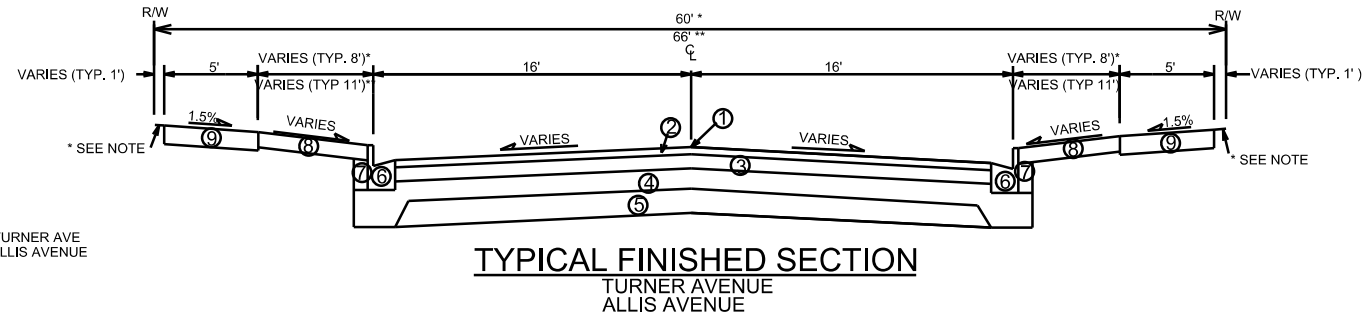 R/W
60' *
R/W
66' **
℄
VARIES (TYP. 1')
5'
VARIES (TYP. 8')*
VARIES (TYP 11')**
16'
16'
VARIES (TYP. 8')*
VARIES (TYP 11')
5'
VARIES (TYP. 1' )
1.5%
VARIES
VARIES
2
1
VARIES
VARIES
1.5%
* SEE NOTE
9
8
7
6
3
4
5
6
7
8
9
* SEE NOTE
TURNER AVE
LLIS AVENUE
TYPICAL FINISHED SECTION
TURNER AVENUE
ALLIS AVENUE